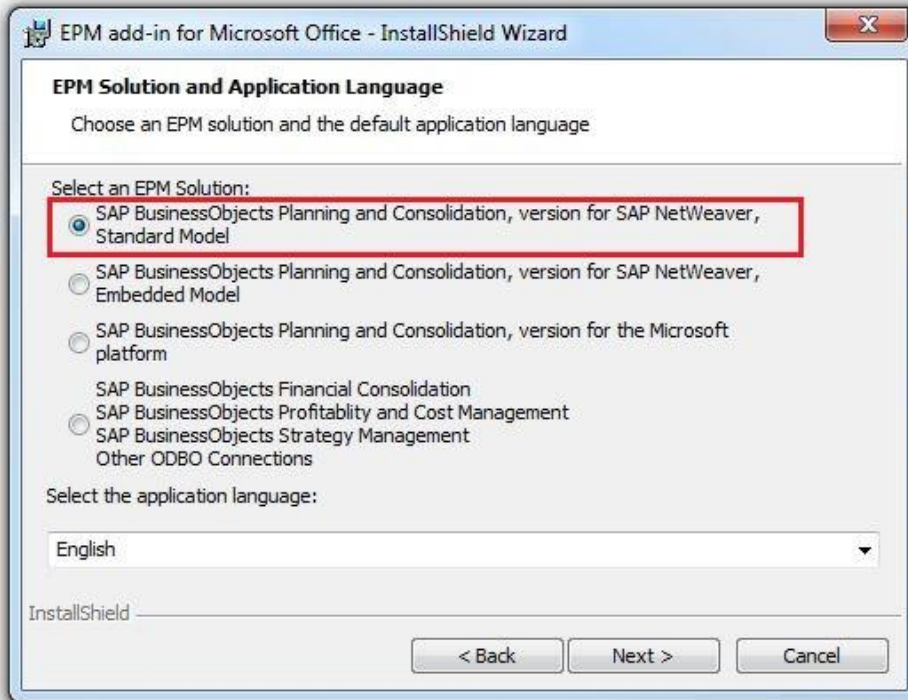 EPM add-in for Microsoft Office - InstallShield Wizard
X
EPM Solution and Application Language
Choose an EPM solution and the default application language
Select an EPM Solution:
SAP BusinessObjects Planning and Consolidation, version for SAP NetWeaver,
Standard Model
SAP BusinessObjects Planning and Consolidation, version for SAP NetWeaver,
Embedded Model
SAP BusinessObjects Planning and Consolidation, version for the Microsoft
platform
SAP BusinessObjects Financial Consolidation
SAP BusinessObjects Profitablity and Cost Management
SAP BusinessObjects Strategy Management
Other ODBO Connections
Select the application language:
English
InstallShield
< Back Next > Cancel